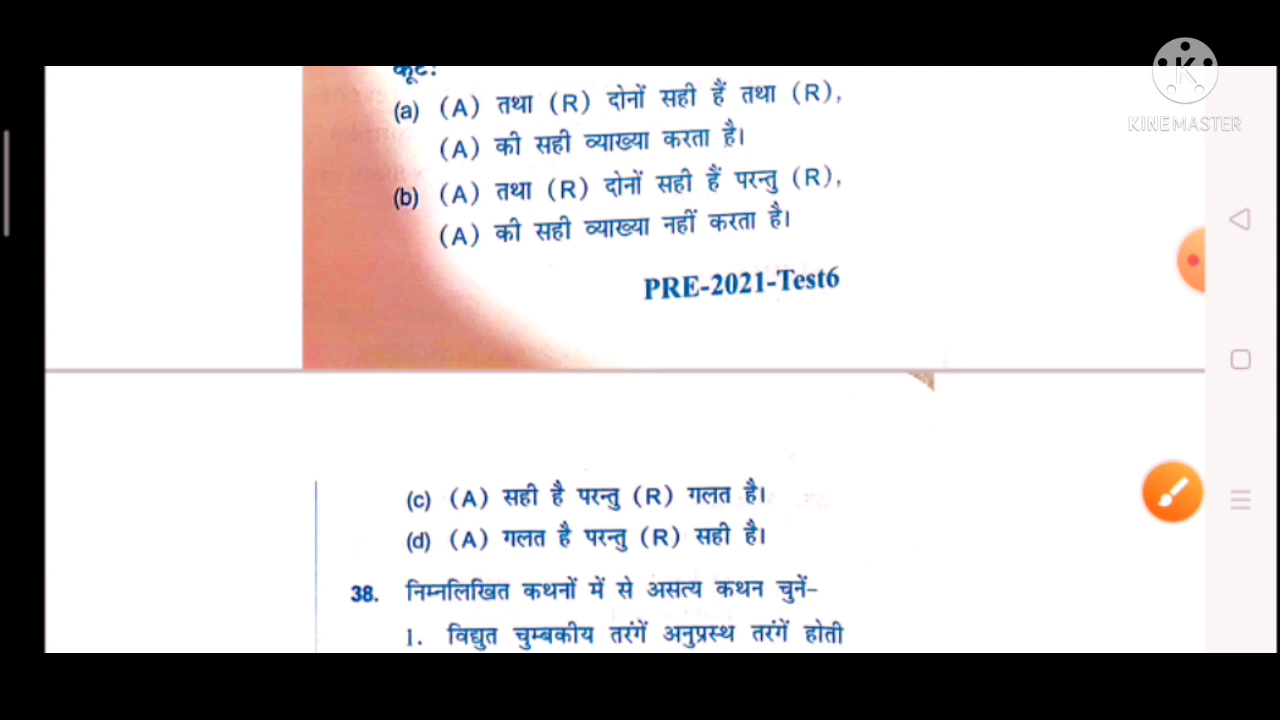 कूटः
(a) (A) तथा (R) दोनों सही हैं तथा (R),
(A) की सही व्याख्या करता है।
(b) (A) तथा (R) दोनों सही हैं परन्तु (R),
(A) की सही व्याख्या नहीं करता है।
PRE-2021-Test6
(c) (A) सही है परन्तु (R) गलत है।
(d) (A) गलत है परन्तु (R) सही है।
38. निम्नलिखित कथनों में से असत्य कथन चुनें-
1. विद्युत चुम्बकीय तरंगें अनुप्रस्थ तरंगें होती
KINEMASTER